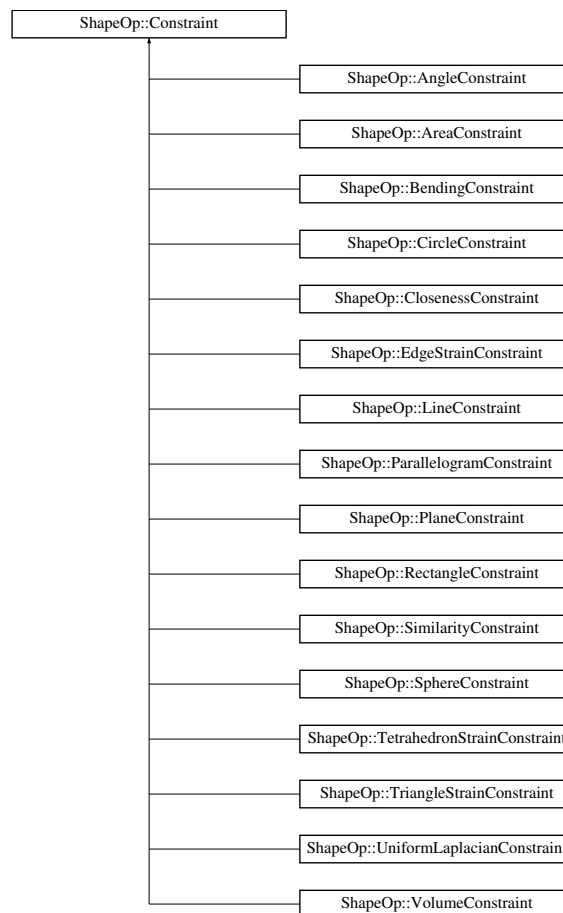 ShapeOp::Constraint
ShapeOp::AngleConstraint
ShapeOp::AreaConstraint
ShapeOp::BendingConstraint
ShapeOp::CircleConstraint
ShapeOp::ClosenessConstraint
ShapeOp::EdgeStrainConstraint
ShapeOp::LineConstraint
ShapeOp::ParallelogramConstraint
ShapeOp::PlaneConstraint
ShapeOp::RectangleConstraint
ShapeOp::SimilarityConstraint
ShapeOp::SphereConstraint
ShapeOp::TetrahedronStrainConstraint
ShapeOp::TriangleStrainConstraint
ShapeOp::UniformLaplacianConstraint
ShapeOp::VolumeConstraint